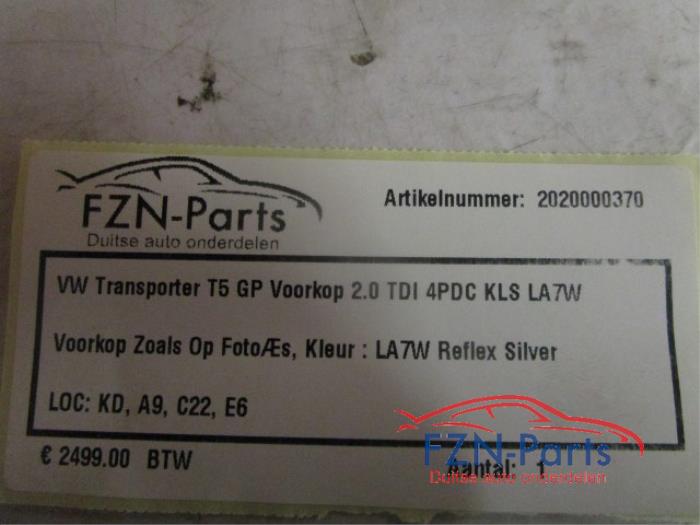 FZN-Parts
Duitse auto onderdelen
Artikelnummer: 2020000370
VW Transporter T5 GP Voorkop 2.0 TDI 4PDC KLS LA7W
Voorkop Zoals Op FotoÆs, Kleur : LA7W Reflex Silver
LOC: KD, A9, C22, E6
€ 2499.00 BTW
Aantal: 1
FZN-Parts
Duitse auto onderdelen